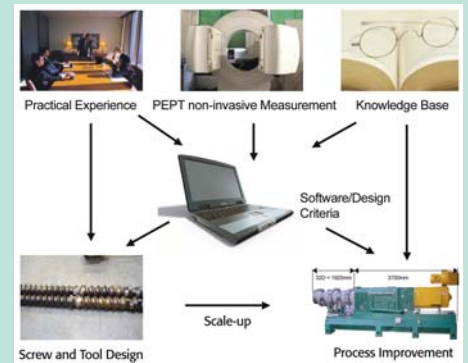 Practical Experience
PEPT non-invasive Measurement
Knowledge Base
Software/Design
Criteria
3700mm
Scale-up
Screw and Tool Design
Process Improvement